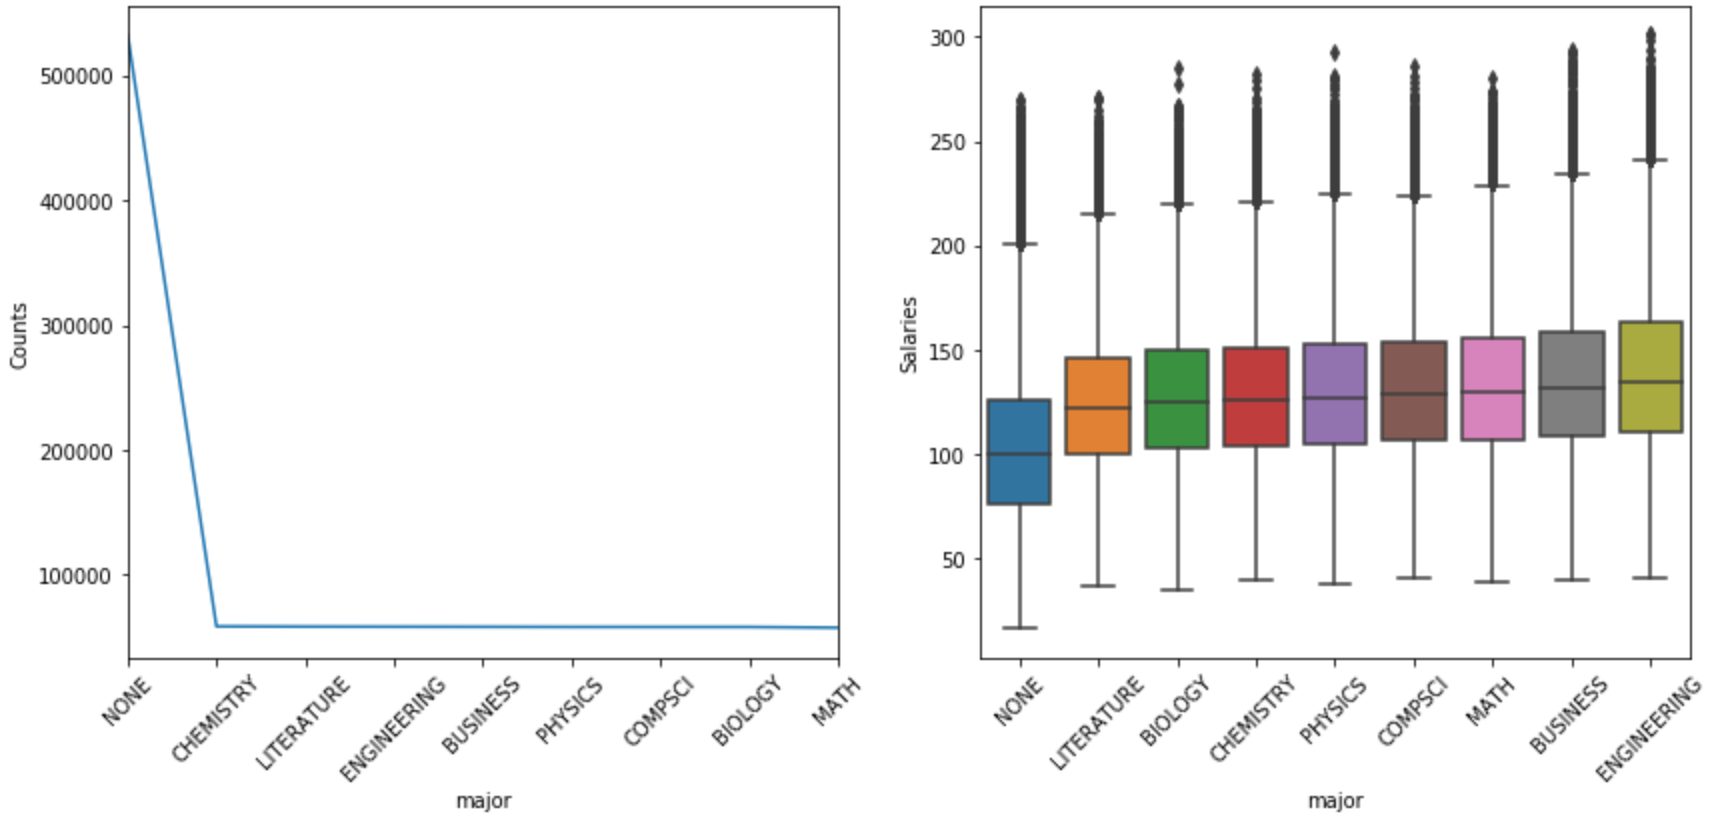 Counts
500000
400000
300000
200000
100000
NONE
CHEMISTRY
LITERATURE
ENGINEERING
BUSINESS
PHYSICS
COMPSCI
BIOLOGY
MATH
major
Salaries
300
250
200
150
100
50
NONE
LITERATURE
BIOLOGY
CHEMISTRY
PHYSICS
COMPSCI
MATH
BUSINESS
ENGINEERING
major